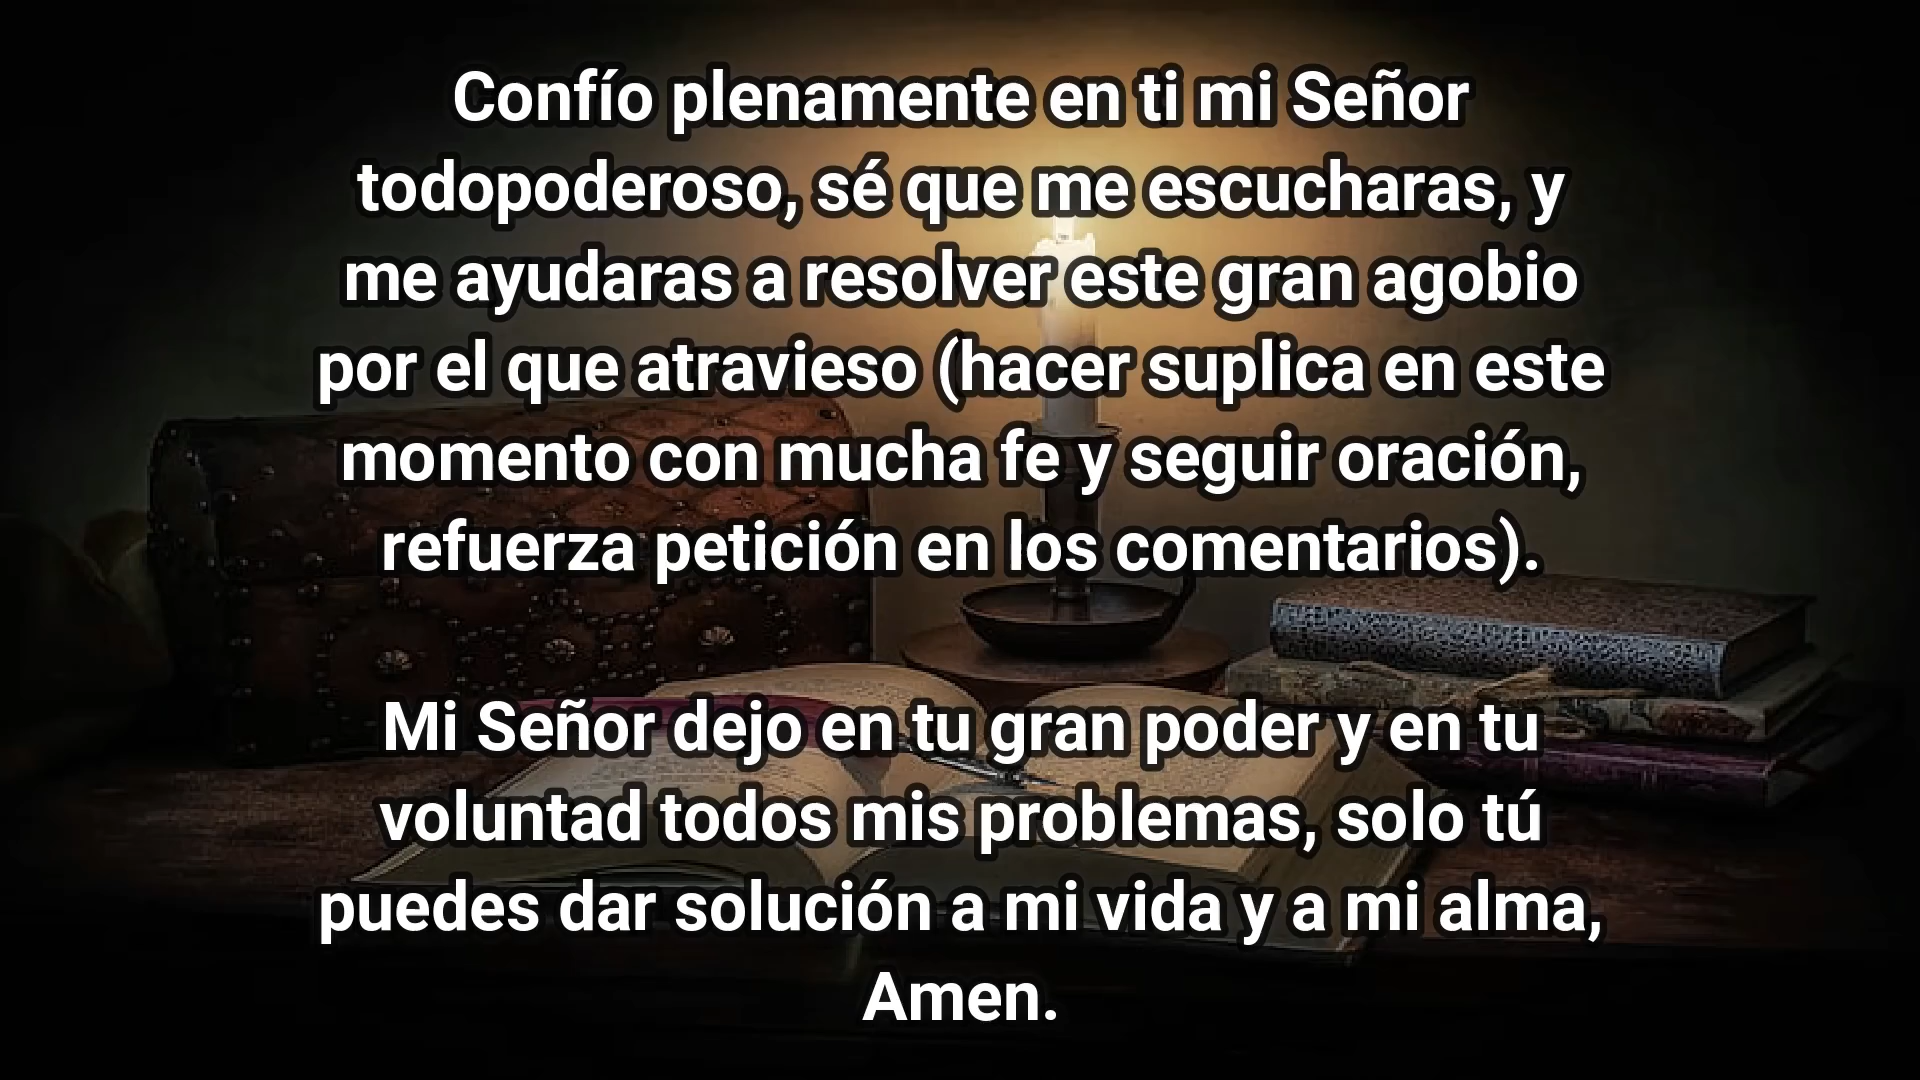 Confío plenamente en ti mi Señor
todopoderoso, sé que me escucharas, y
me ayudaras a resolver este gran agobio
por el que atravieso (hacer suplica en este
momento con mucha fe y seguir oración,
refuerza petición en los comentarios).
Mi Señor dejo en tu gran poder y en tu
voluntad todos mis problemas, solo tú
puedes dar solución a mi vida y a mi alma,
Amen.